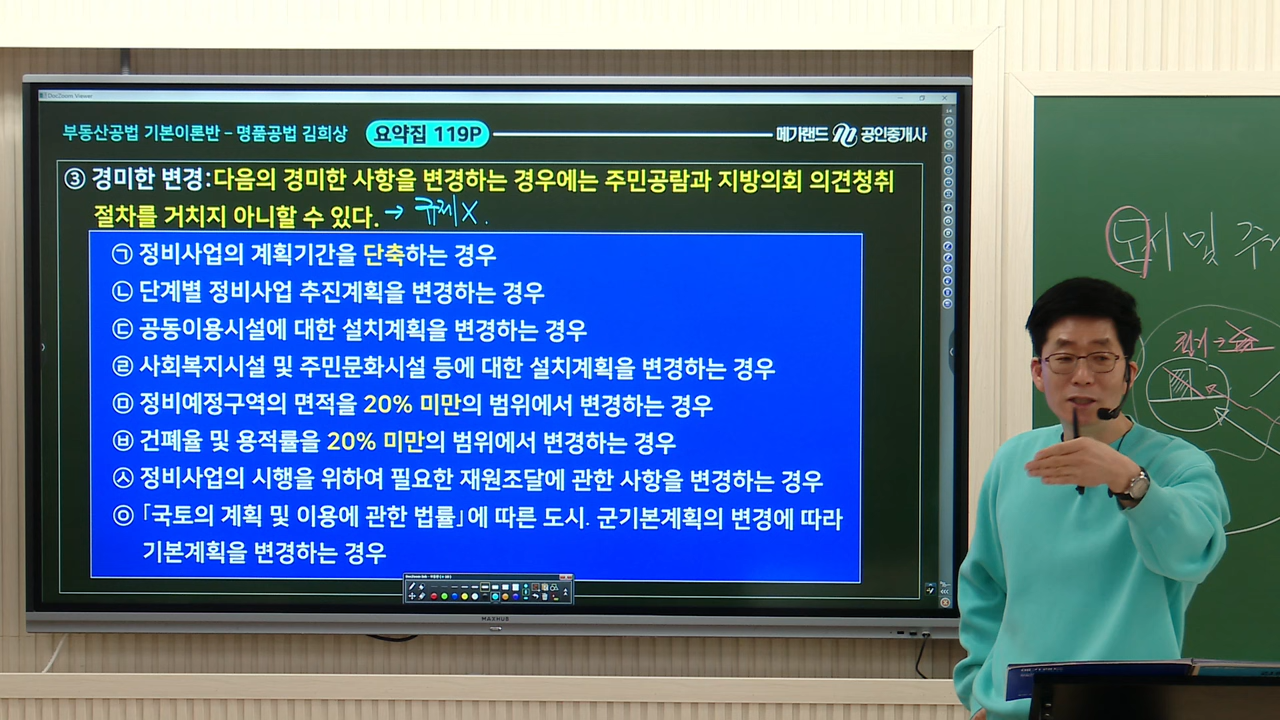 DocZoom Viewer
부동산공법 기본이론반 - 명품공법 김희상
요약집 119P
메가랜드 공인중개사
③ 경미한 변경:다음의 경미한 사항을 변경하는 경우에는 주민공람과 지방의회 의견청취
절차를 거치지 아니할 수 있다. → 규제X.
㉠ 정비사업의 계획기간을 단축하는 경우
㉡ 단계별 정비사업 추진계획을 변경하는 경우
㉢ 공동이용시설에 대한 설치계획을 변경하는 경우
㉣ 사회복지시설 및 주민문화시설 등에 대한 설치계획을 변경하는 경우
㉤ 정비예정구역의 면적을 20% 미만의 범위에서 변경하는 경우
㉥ 건폐율 및 용적률을 20% 미만의 범위에서 변경하는 경우
㉦ 정비사업의 시행을 위하여 필요한 재원조달에 관한 사항을 변경하는 경우
㉧ ｢국토의 계획 및 이용에 관한 법률｣에 따른 도시. 군기본계획의 변경에 따라
기본계획을 변경하는 경우
MAXHUB
도시 및 주